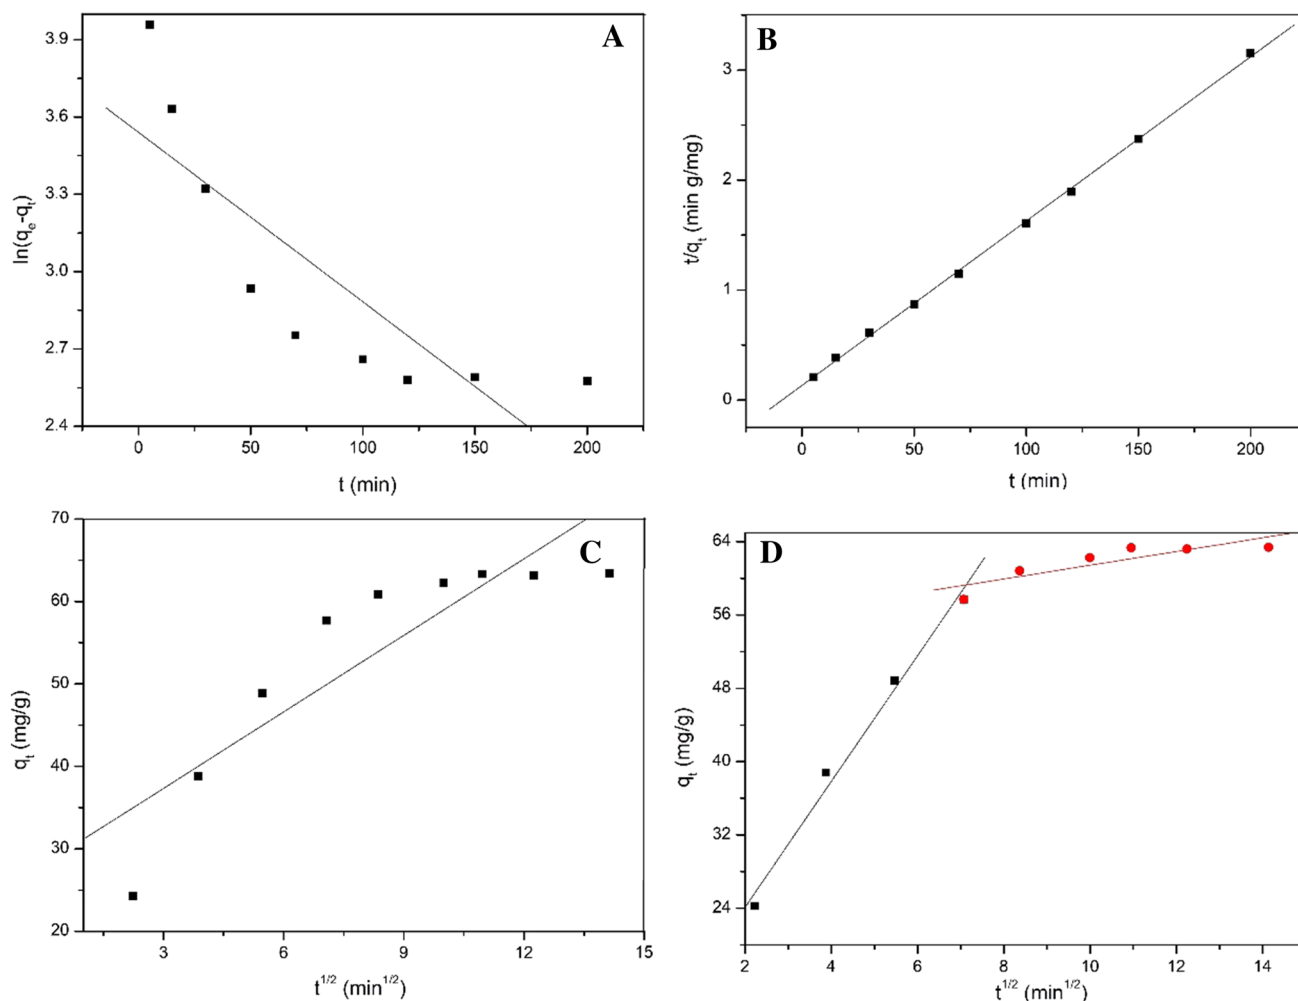 A
ln(qe-qt)
3.9
3.6
3.3
3.0
2.7
2.4
0 50 100 150 200
t (min)
B
t/qt (min g/mg)
3
2
1
0
0 50 100 150 200
t (min)
C
qt (mg/g)
70
60
50
40
30
20
3 6 9 12 15
t1/2 (min1/2)
D
qt (mg/g)
64
56
48
40
32
24
2 4 6 8 10 12 14
t1/2 (min1/2)